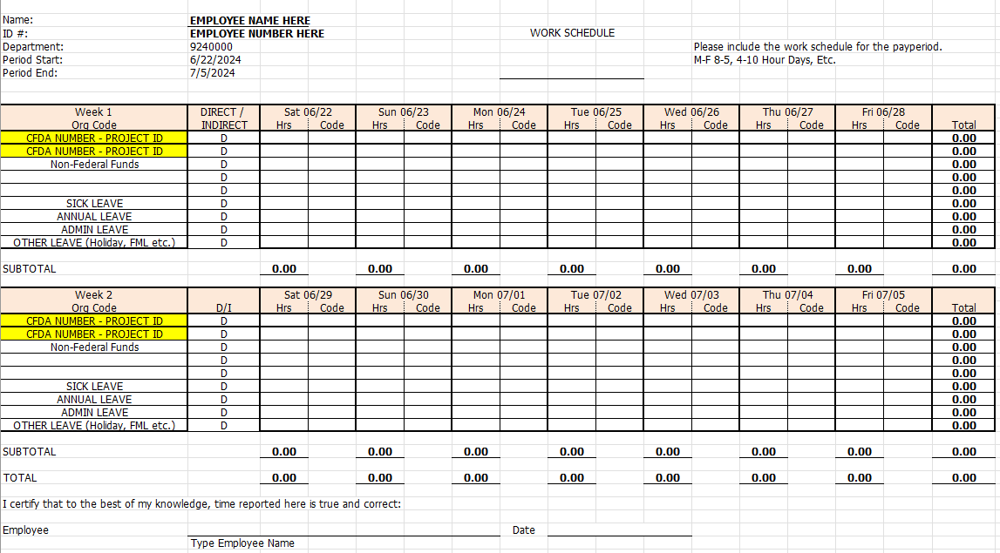 Name: EMPLOYEE NAME HERE
ID #: EMPLOYEE NUMBER HERE WORK SCHEDULE
Department: 9240000 Please include the work schedule for the payperiod.
Period Start: 6/22/2024 M-F 8-5, 4-10 Hour Days, Etc.
Period End: 7/5/2024
Week 1 DIRECT / Sat 06/22 Sun 06/23 Mon 06/24 Tue 06/25 Wed 06/26 Thu 06/27 Fri 06/28
Org Code INDIRECT Hrs Code Hrs Code Hrs Code Hrs Code Hrs Code Hrs Code Hrs Code Total
CFDA NUMBER - PROJECT ID D 0.00
CFDA NUMBER - PROJECT ID D 0.00
Non-Federal Funds D 0.00
D 0.00
D 0.00
SICK LEAVE D 0.00
ANNUAL LEAVE D 0.00
ADMIN LEAVE D 0.00
OTHER LEAVE (Holiday, FML etc.) D 0.00
SUBTOTAL 0.00 0.00 0.00 0.00 0.00 0.00 0.00 0.00
Week 2 Sat 06/29 Sun 06/30 Mon 07/01 Tue 07/02 Wed 07/03 Thu 07/04 Fri 07/05
Org Code D/I Hrs Code Hrs Code Hrs Code Hrs Code Hrs Code Hrs Code Hrs Code Total
CFDA NUMBER - PROJECT ID D 0.00
CFDA NUMBER - PROJECT ID D 0.00
Non-Federal Funds D 0.00
D 0.00
D 0.00
SICK LEAVE D 0.00
ANNUAL LEAVE D 0.00
ADMIN LEAVE D 0.00
OTHER LEAVE (Holiday, FML etc.) D 0.00
SUBTOTAL 0.00 0.00 0.00 0.00 0.00 0.00 0.00 0.00
TOTAL 0.00 0.00 0.00 0.00 0.00 0.00 0.00 0.00
I certify that to the best of my knowledge, time reported here is true and correct:
Employee Date
Type Employee Name